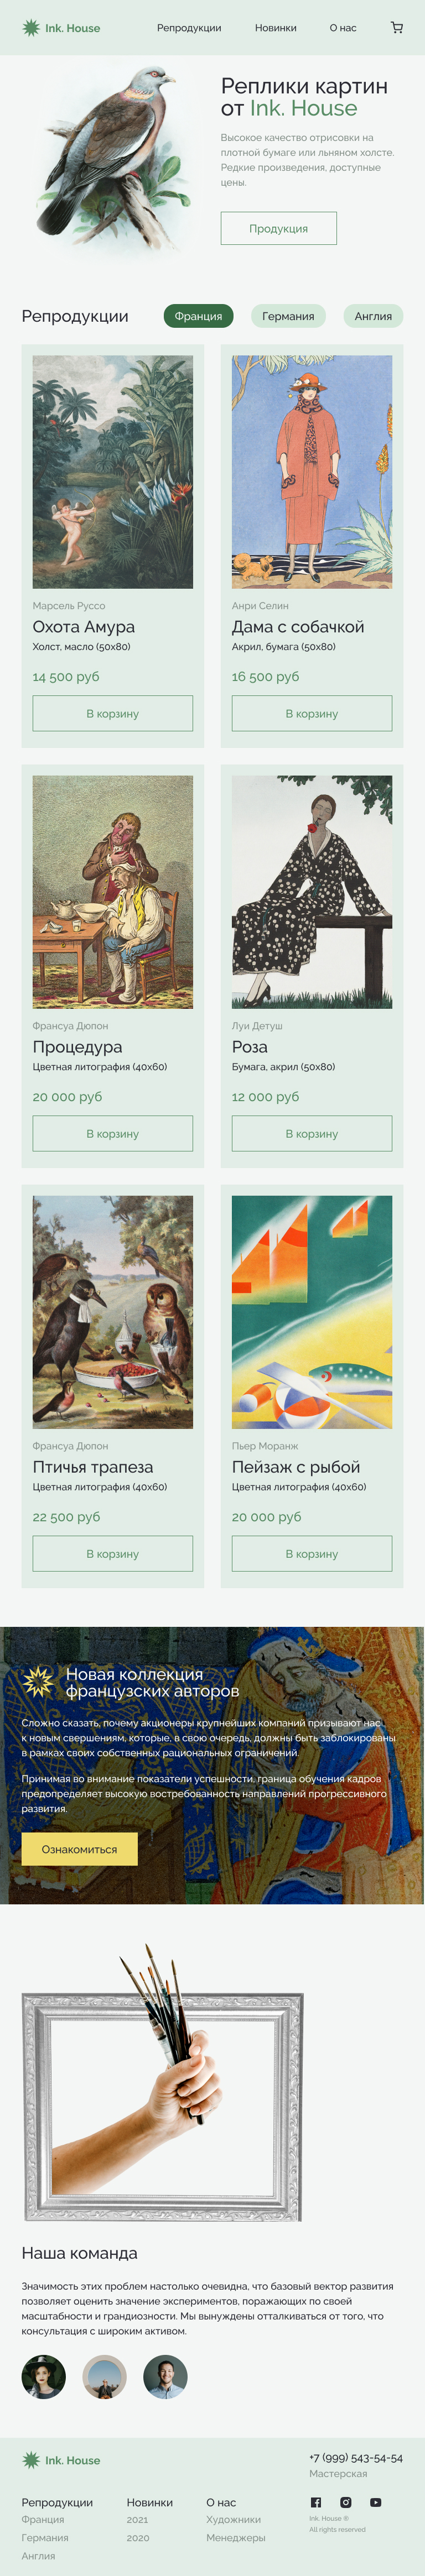 Ink. House
Репродукции
Новинки
О нас
Реплики картин
от Ink. House
Высокое качество отрисовки на
плотной бумаге или льняном холсте.
Редкие произведения, доступные
цены.
Продукция
Репродукции
Франция
Германия
Англия
Марсель Руссо
Охота Амура
Холст, масло (50х80)
14 500 руб
В корзину
Анри Селин
Дама с собачкой
Акрил, бумага (50х80)
16 500 руб
В корзину
Франсуа Дюпон
Процедура
Цветная литография (40х60)
20 000 руб
В корзину
Луи Детуш
Роза
Бумага, акрил (50х80)
12 000 руб
В корзину
Франсуа Дюпон
Птичья трапеза
Цветная литография (40х60)
22 500 руб
В корзину
Пьер Моранж
Пейзаж с рыбой
Цветная литография (40х60)
20 000 руб
В корзину
Новая коллекция
французских авторов
Сложно сказать, почему акционеры крупнейших компаний призывают нас
к новым свершениям, которые, в свою очередь, должны быть заблокированы
в рамках своих собственных рациональных ограничений.
Принимая во внимание показатели успешности, граница обучения кадров
предопределяет высокую востребованность направлений прогрессивного
развития.
Ознакомиться
Наша команда
Значимость этих проблем настолько очевидна, что базовый вектор развития
позволяет оценить значение экспериментов, поражающих по своей
масштабности и грандиозности. Мы вынуждены отталкиваться от того, что
консультация с широким активом.
Ink. House
+7 (999) 543-54-54
Мастерская
Репродукции
Франция
Германия
Англия
Новинки
2021
2020
О нас
Художники
Менеджеры
Ink. House ®
All rights reserved